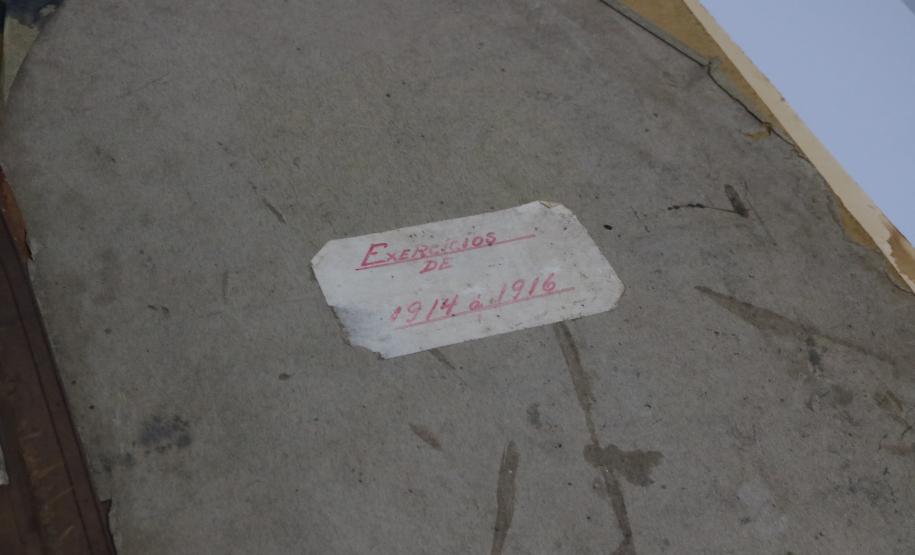 EXERCICIOS
DE
1914 á 1916